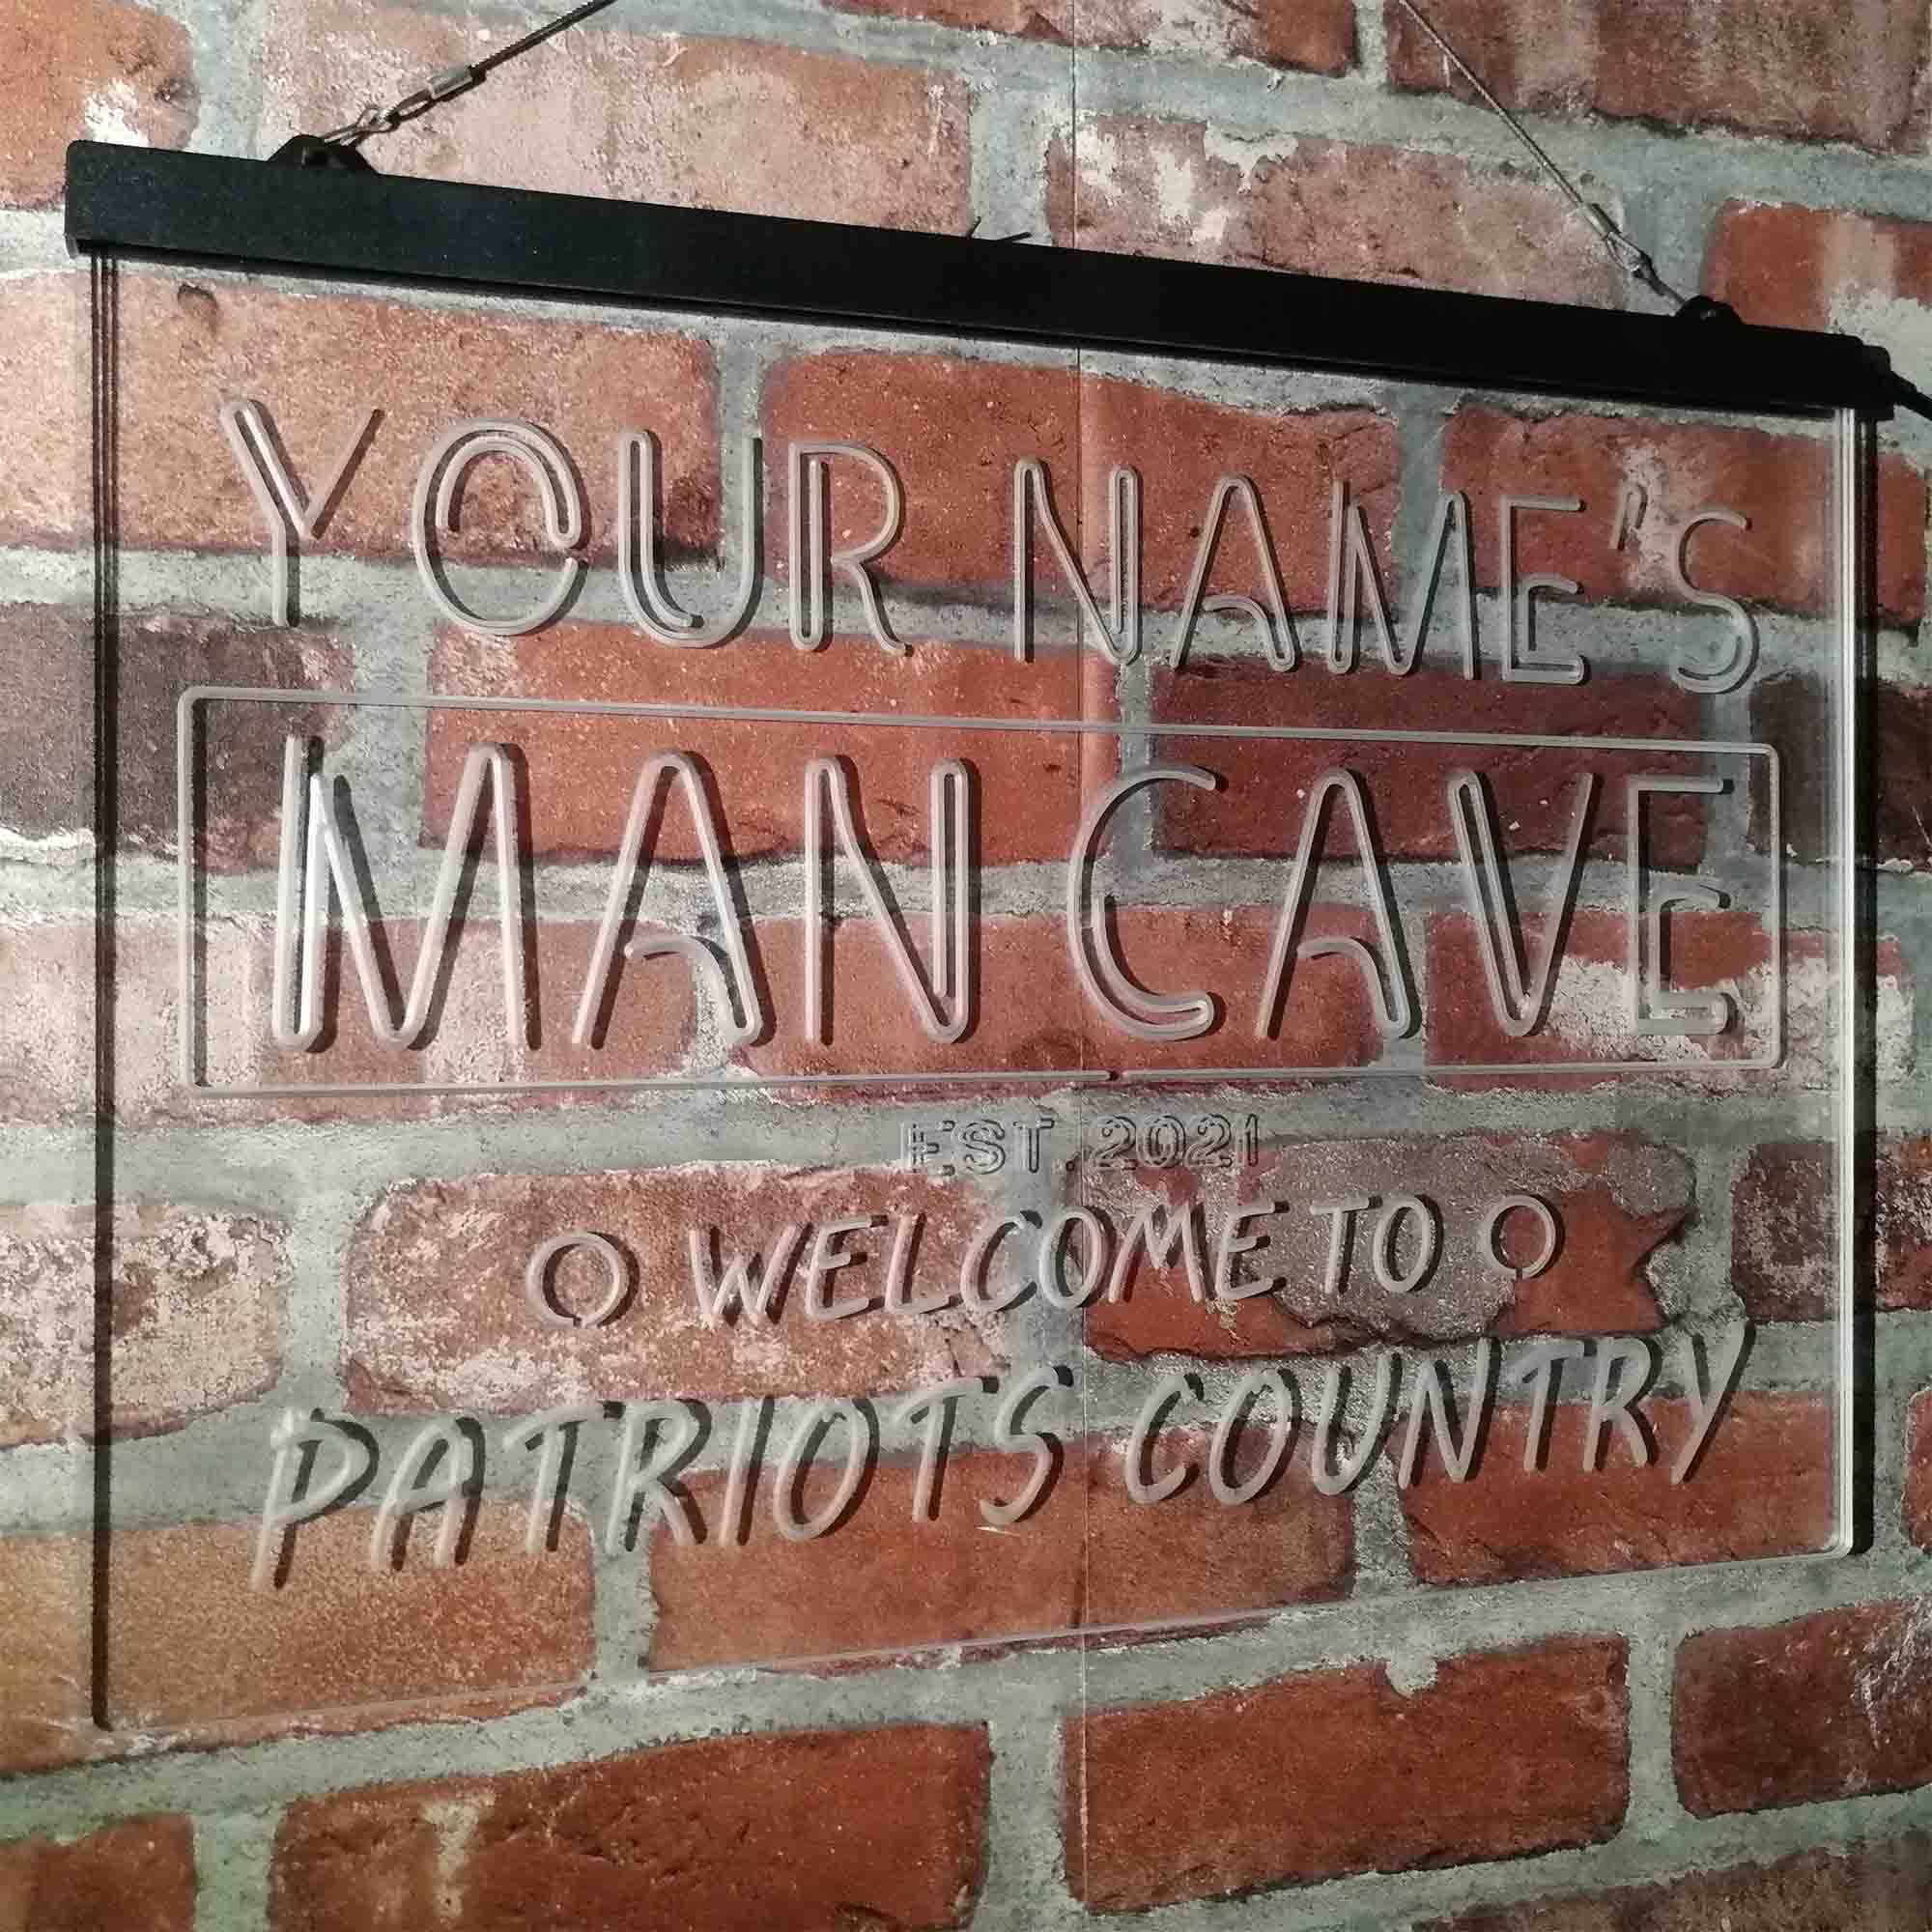 YOUR NAME'S
MAN CAVE
EST. 2021
WELCOME TO
PATRIOTS COUNTRY